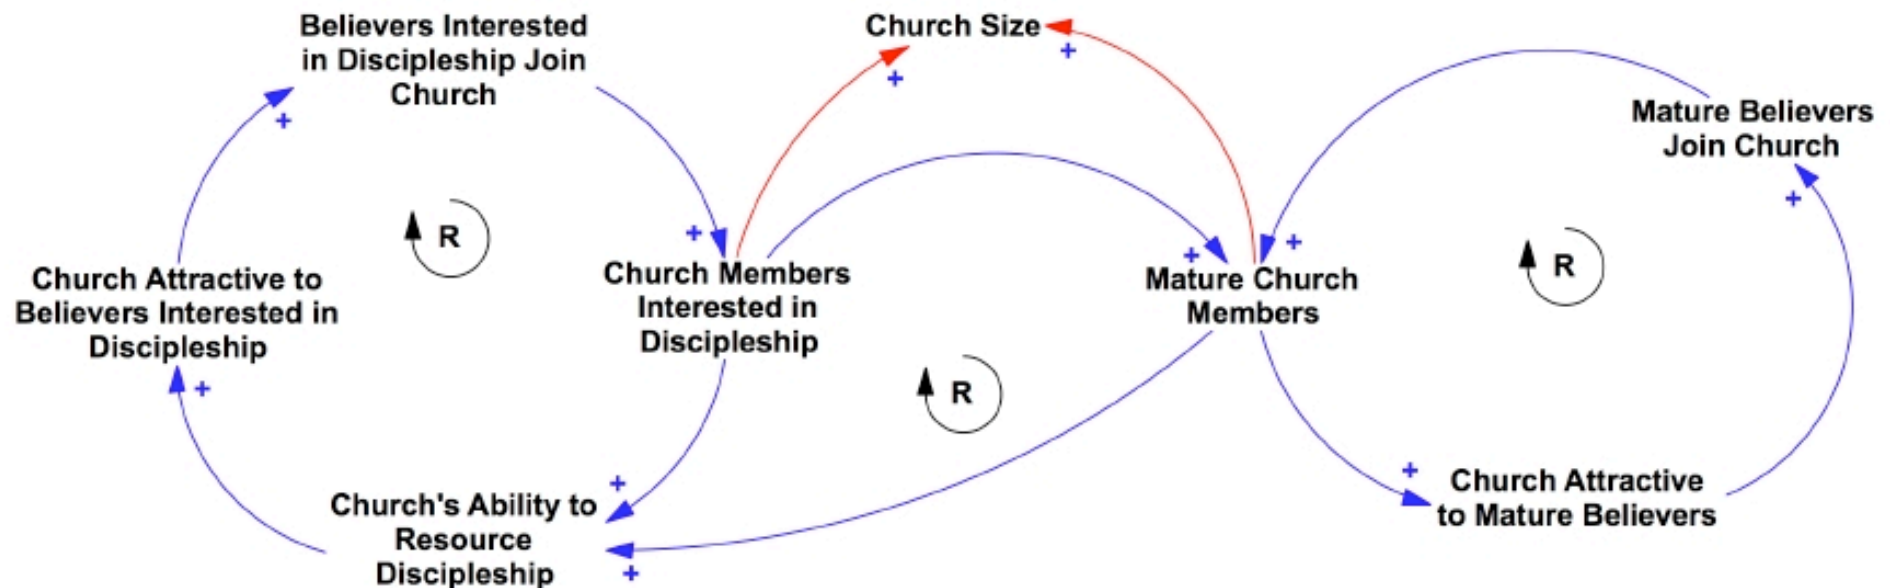 Believers Interested
in Discipleship Join
Church
+
Church Size
+
+
Mature Believers
Join Church
+
R
+
Church Members
Interested in
Discipleship
+
Mature Church
Members
+
R
Church Attractive to
Believers Interested in
Discipleship
+
R
Church's Ability to
Resource
Discipleship
+
+
Church Attractive
to Mature Believers
+